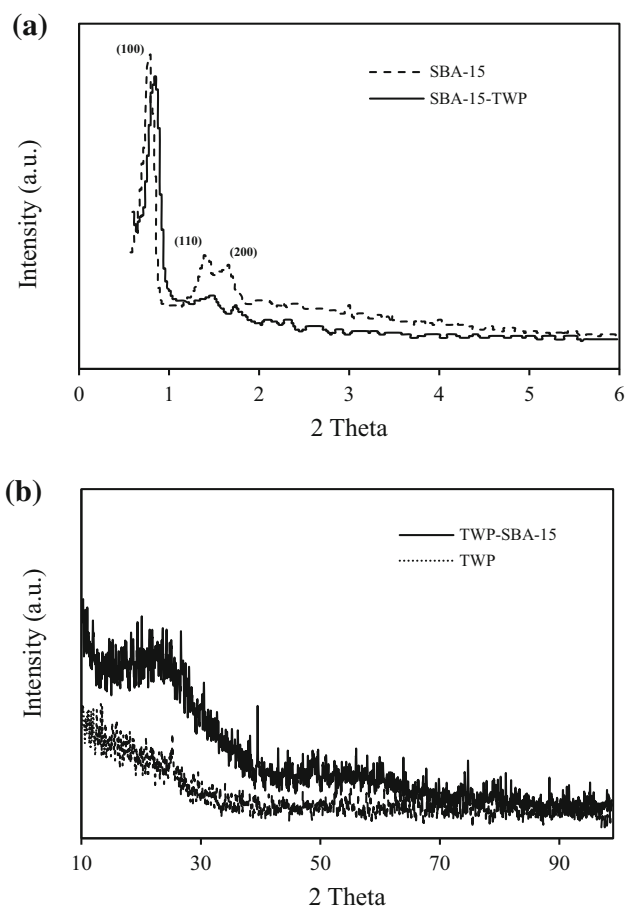 (a)
(100)
SBA-15
SBA-15-TWP
(110)
(200)
Intensity (a.u.)
0 1 2 3 4 5 6
2 Theta
(b)
TWP-SBA-15
TWP
Intensity (a.u.)
10 30 50 70 90
2 Theta